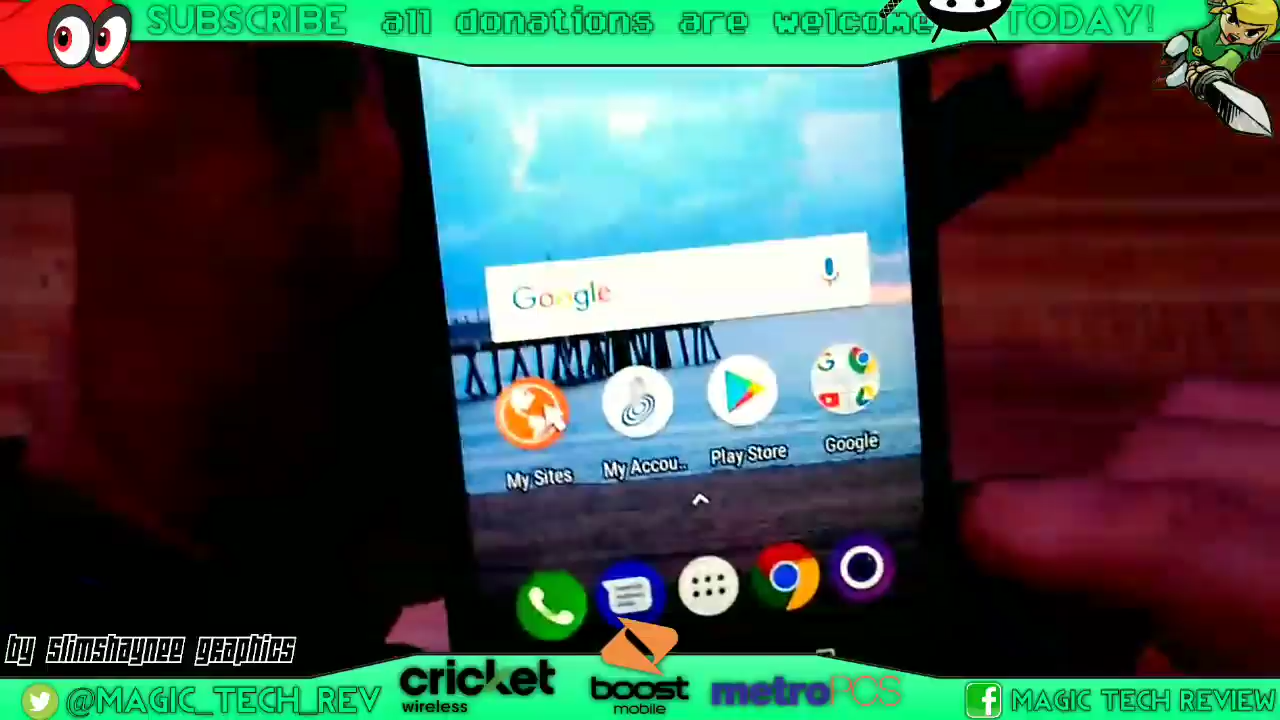 SUBSCRIBE all donations are welcome TODAY!
Google
My Sites
My Accou..
Play Store
Google
by slimshaynee graphics
@MAGIC_TECH_REV
cricket
wireless
boost
mobile
metroPCS
f MAGIC TECH REVIEW